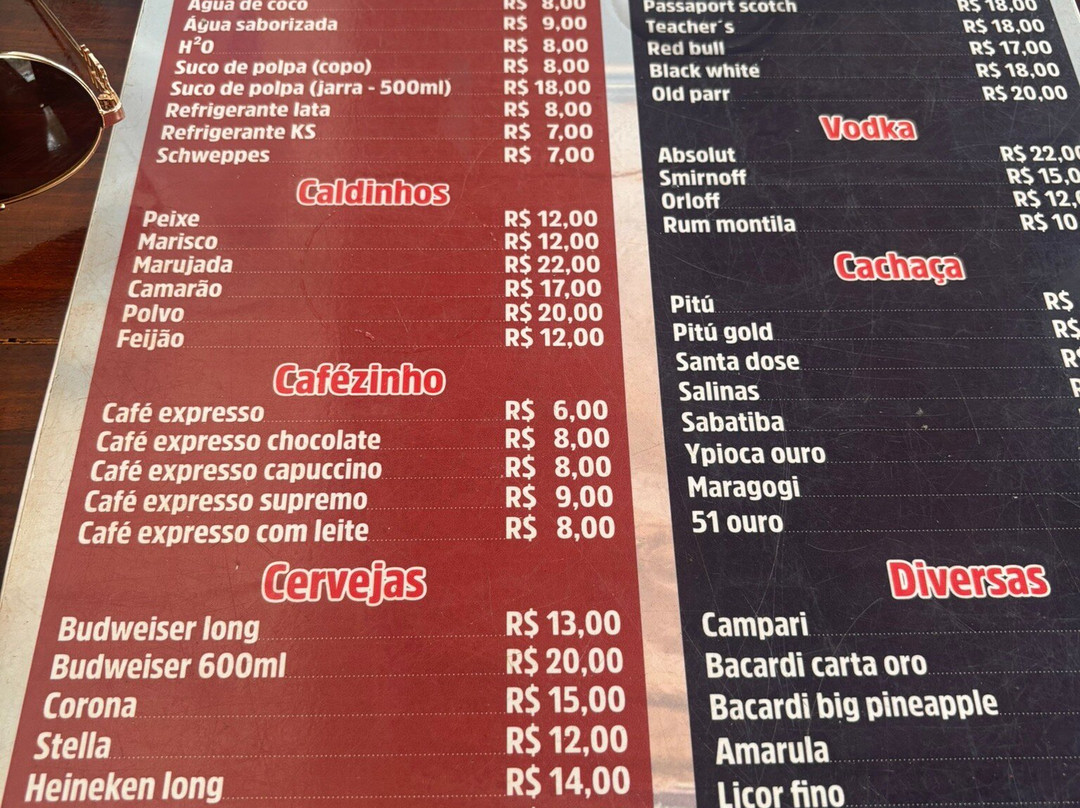 Água de coco R$ 8,00
Água saborizada R$ 9,00
H²O R$ 8,00
Suco de polpa (copo) R$ 8,00
Suco de polpa (jarra - 500ml) R$ 18,00
Refrigerante lata R$ 8,00
Refrigerante KS R$ 7,00
Schweppes R$ 7,00
Caldinhos
Peixe R$ 12,00
Marisco R$ 12,00
Marujada R$ 22,00
Camarão R$ 17,00
Polvo R$ 20,00
Feijão R$ 12,00
Cafézinho
Café expresso R$ 6,00
Café expresso chocolate R$ 8,00
Café expresso capuccino R$ 8,00
Café expresso supremo R$ 9,00
Café expresso com leite R$ 8,00
Cervejas
Budweiser long R$ 13,00
Budweiser 600ml R$ 20,00
Corona R$ 15,00
Stella R$ 12,00
Heineken long R$ 14,00
Passaport scotch R$ 18,00
Teacher´s R$ 18,00
Red bull R$ 17,00
Black white R$ 18,00
Old parr R$ 20,00
Vodka
Absolut R$ 22,00
Smirnoff R$ 15,0
Orloff R$ 12,
Rum montila R$ 10
Cachaça
Pitú R$
Pitú gold R$
Santa dose R
Salinas
Sabatiba
Ypioca ouro
Maragogi
51 ouro
Diversas
Campari
Bacardi carta oro
Bacardi big pineapple
Amarula
Licor fino